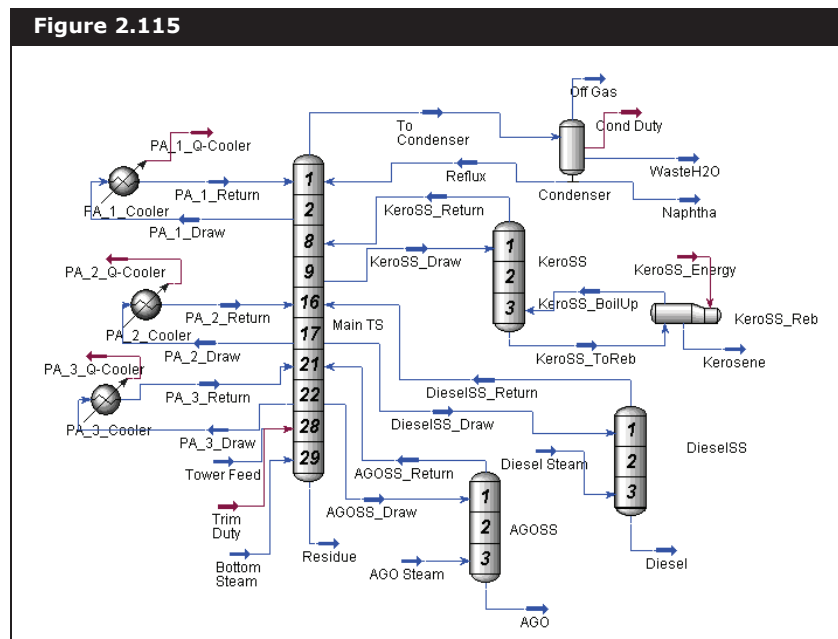 Figure 2.115
Off Gas
Cond Duty
To
Condenser
WasteH2O
Condenser
Reflux
Naphtha
PA_1_Q-Cooler
PA_1_Return
PA_1_Cooler
PA_1_Draw
PA_2_Q-Cooler
PA_2_Return
PA_2_Cooler
PA_2_Draw
PA_3_Q-Cooler
PA_3_Return
PA_3_Cooler
PA_3_Draw
1
2
8
9
16
17
21
22
28
29
Main TS
KeroSS_Return
KeroSS_Draw
1
2
3
KeroSS
KeroSS_Energy
KeroSS_BoilUp
KeroSS_Reb
KeroSS_ToReb
Kerosene
DieselSS_Return
DieselSS_Draw
1
2
3
DieselSS
Diesel Steam
Diesel
AGOSS_Return
AGOSS_Draw
1
2
3
AGOSS
AGO Steam
AGO
Tower Feed
Trim
Duty
Bottom
Steam
Residue